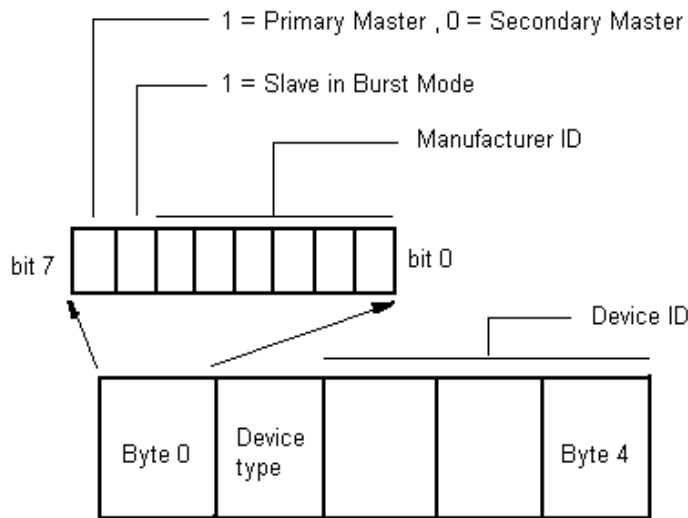 1 = Primary Master , 0 = Secondary Master
1 = Slave in Burst Mode
Manufacturer ID
bit 7
bit 0
Device ID
Byte 0
Device
type
Byte 4